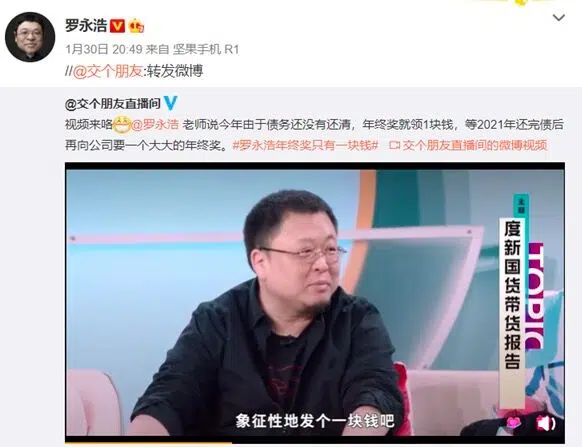 罗永浩
1月30日 20:49 来自 坚果手机 R1
//@交个朋友:转发微博
@交个朋友直播间
视频来咯@罗永浩 老师说今年由于债务还没有还清，年终奖就领1块钱，等2021年还完债后
再向公司要一个大大的年终奖。#罗永浩年终奖只有一块钱# 交个朋友直播间的微博视频
主题
度新国货带货报告
TOPIC
象征性地发个一块钱吧